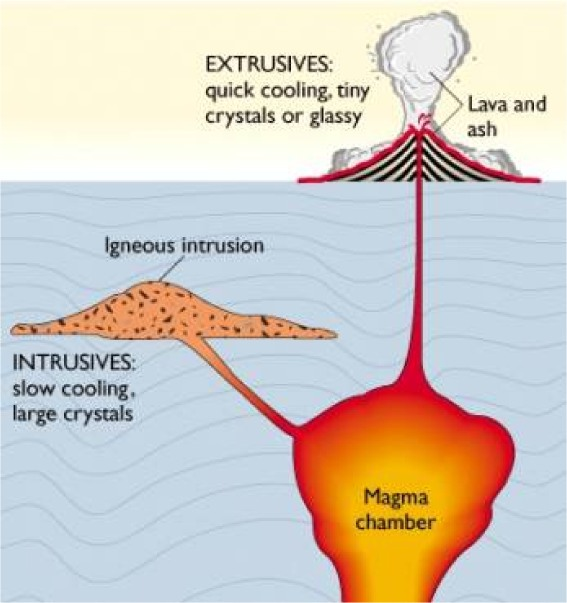 EXTRUSIVES:
quick cooling, tiny
crystals or glassy
Lava and
ash
Igneous intrusion
INTRUSIVES:
slow cooling,
large crystals
Magma
chamber